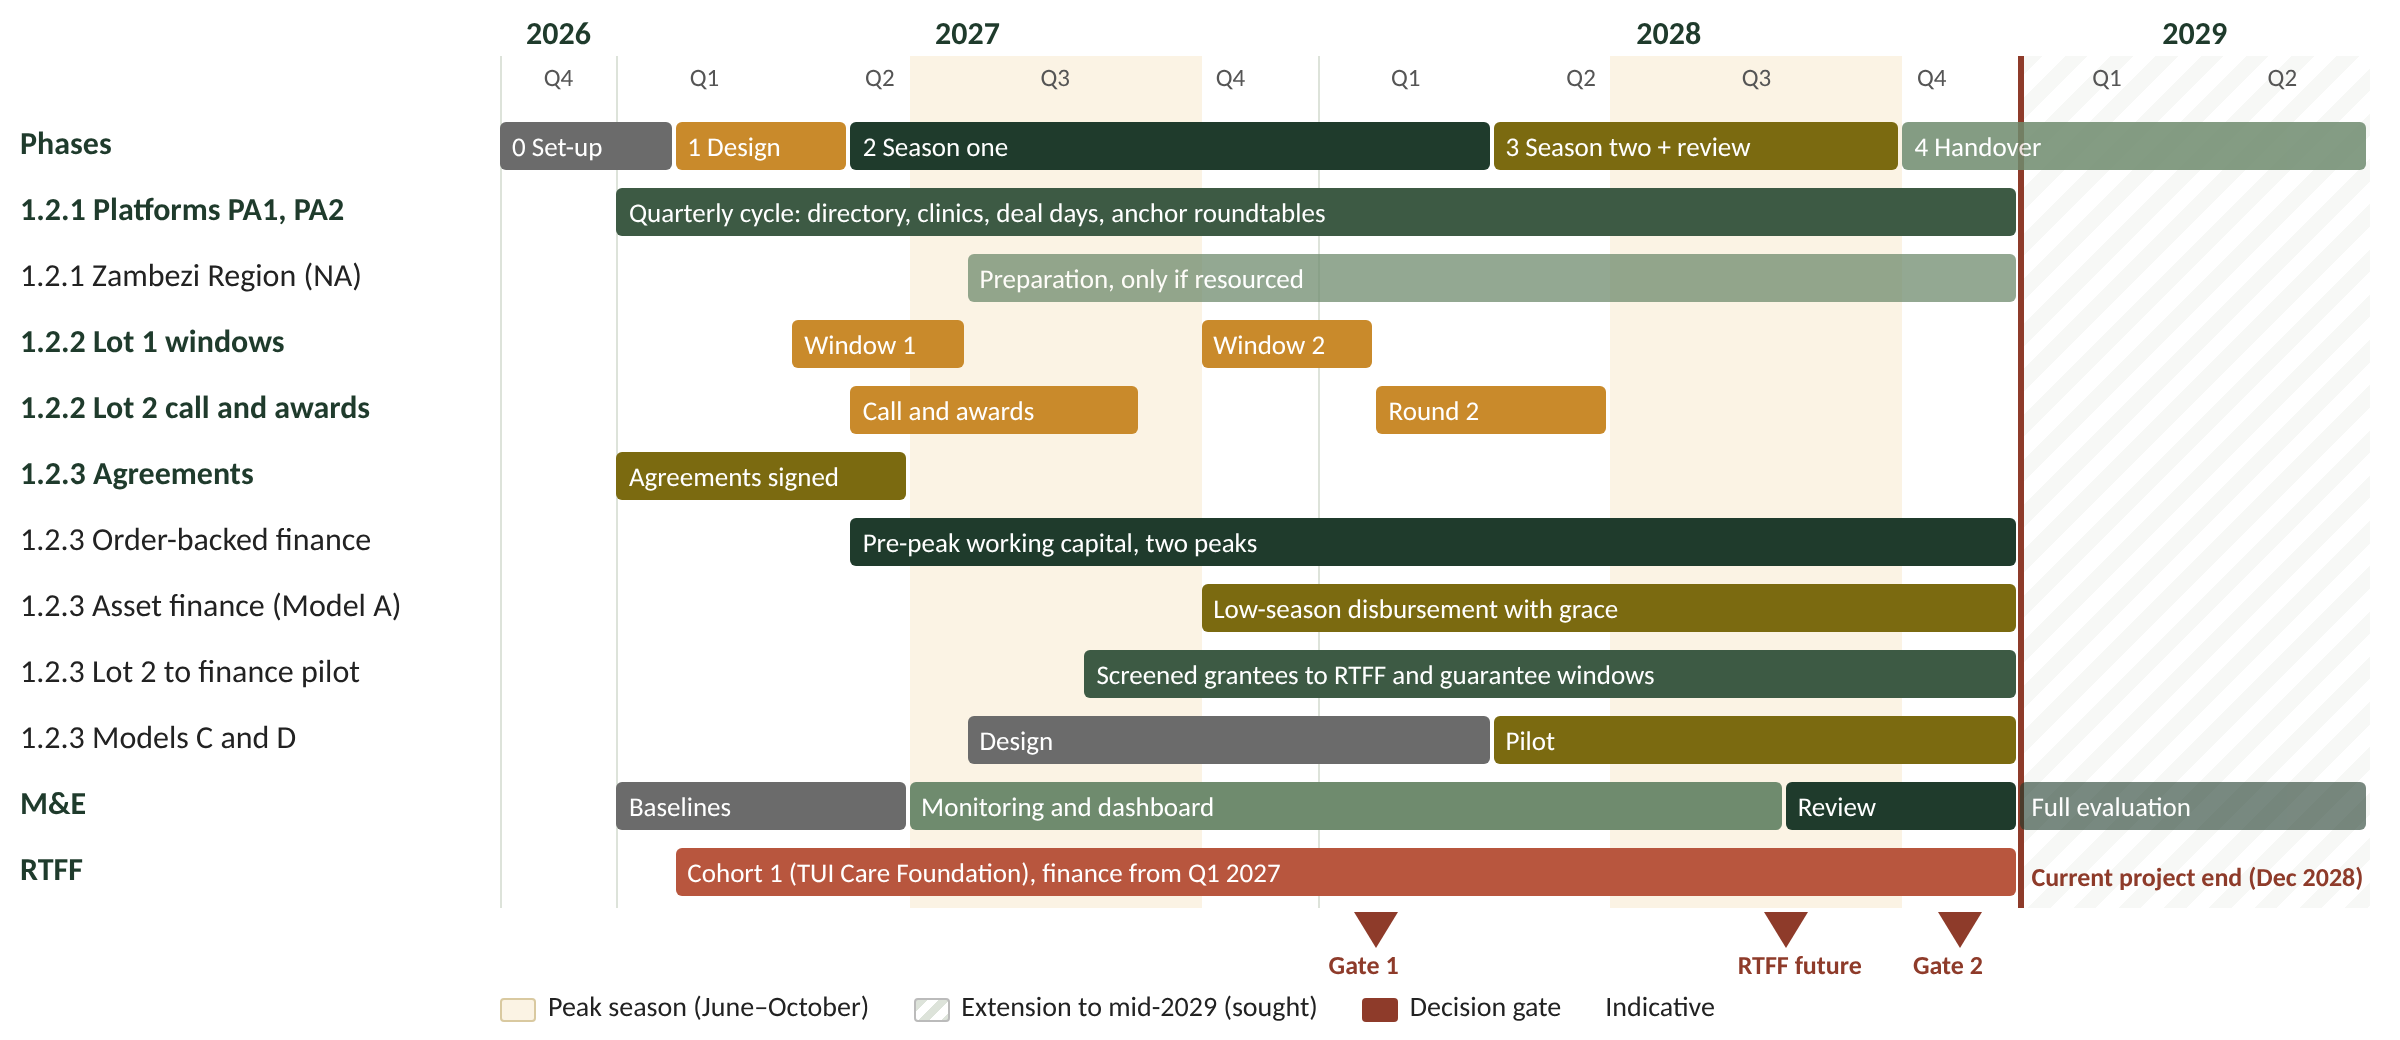 2026 2027 2028 2029
Q4 Q1 Q2 Q3 Q4 Q1 Q2 Q3 Q4 Q1 Q2
Phases 0 Set-up 1 Design 2 Season one 3 Season two + review 4 Handover
1.2.1 Platforms PA1, PA2 Quarterly cycle: directory, clinics, deal days, anchor roundtables
1.2.1 Zambezi Region (NA) Preparation, only if resourced
1.2.2 Lot 1 windows Window 1 Window 2
1.2.2 Lot 2 call and awards Call and awards Round 2
1.2.3 Agreements Agreements signed
1.2.3 Order-backed finance Pre-peak working capital, two peaks
1.2.3 Asset finance (Model A) Low-season disbursement with grace
1.2.3 Lot 2 to finance pilot Screened grantees to RTFF and guarantee windows
1.2.3 Models C and D Design Pilot
M&E Baselines Monitoring and dashboard Review Full evaluation
RTFF Cohort 1 (TUI Care Foundation), finance from Q1 2027 Current project end (Dec 2028)
Gate 1 RTFF future Gate 2
Peak season (June–October) Extension to mid-2029 (sought) Decision gate Indicative